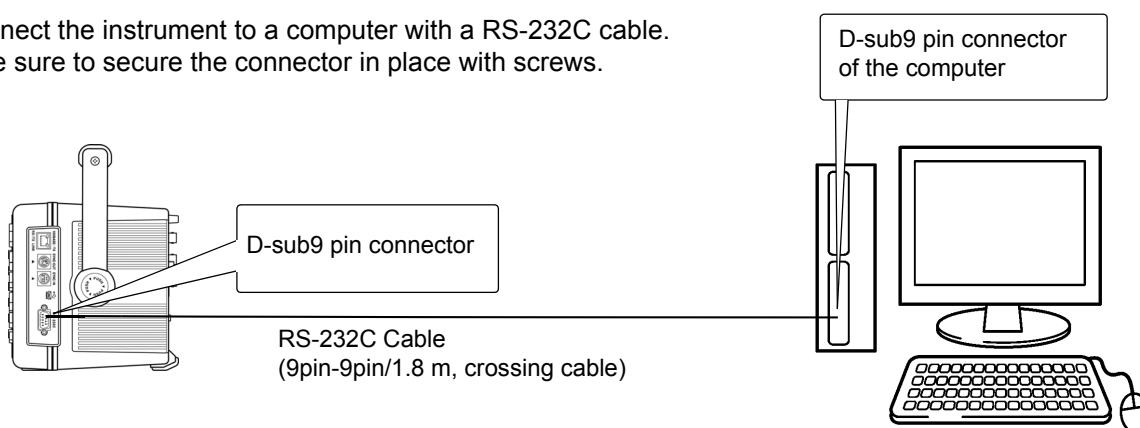 nnect the instrument to a computer with a RS-232C cable.
e sure to secure the connector in place with screws.
D-sub9 pin connector
of the computer
D-sub9 pin connector
RS-232C Cable
(9pin-9pin/1.8 m, crossing cable)